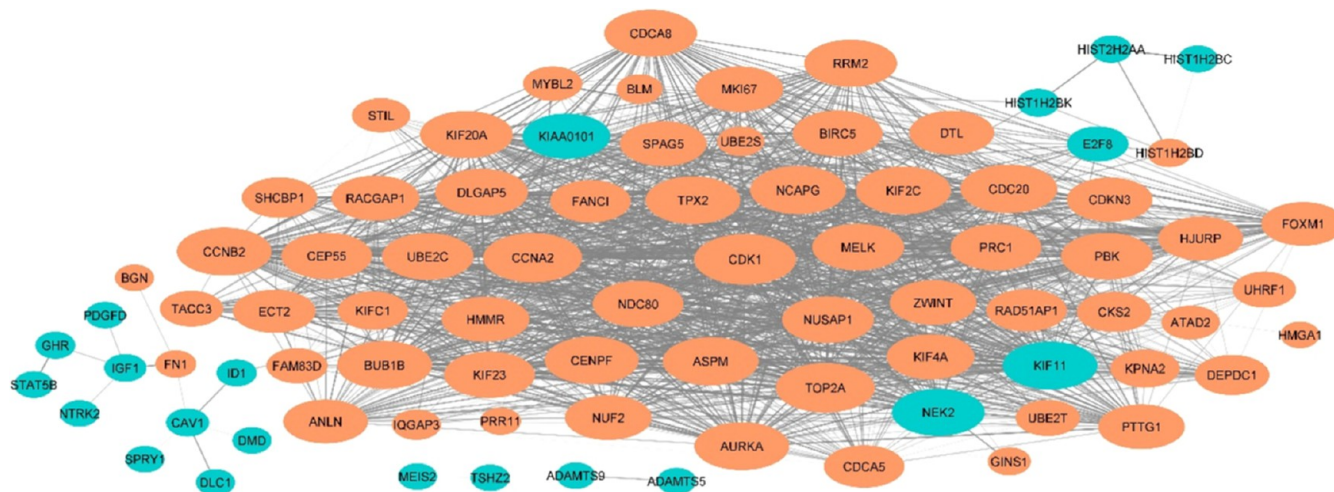 CDCA8
HIST2H2AA
HIST1H2BC
RRM2
MYBL2
BLM
MKI67
HIST1H2BK
STIL
KIF20A
KIAA0101
SPAG5
UBE2S
BIRC5
DTL
E2F8
HIST1H2BD
SHCBP1
RACGAP1
DLGAP5
FANCI
TPX2
NCAPG
KIF2C
CDC20
CDKN3
FOXM1
CCNB2
CEP55
UBE2C
CCNA2
CDK1
MELK
PRC1
PBK
HJURP
BGN
TACC3
ECT2
KIFC1
HMMR
NDC80
NUSAP1
ZWINT
RAD51AP1
CKS2
ATAD2
UHRF1
HMGA1
PDGFD
GHR
IGF1
FN1
ID1
FAM83D
BUB1B
KIF23
CENPF
ASPM
TOP2A
KIF4A
KIF11
KPNA2
DEPDC1
STAT5B
NTRK2
CAV1
DMD
ANLN
IQGAP3
PRR11
NUF2
AURKA
NEK2
UBE2T
PTTG1
SPRY1
DLC1
MEIS2
TSHZ2
ADAMTS9
ADAMTS5
CDCA5
GINS1